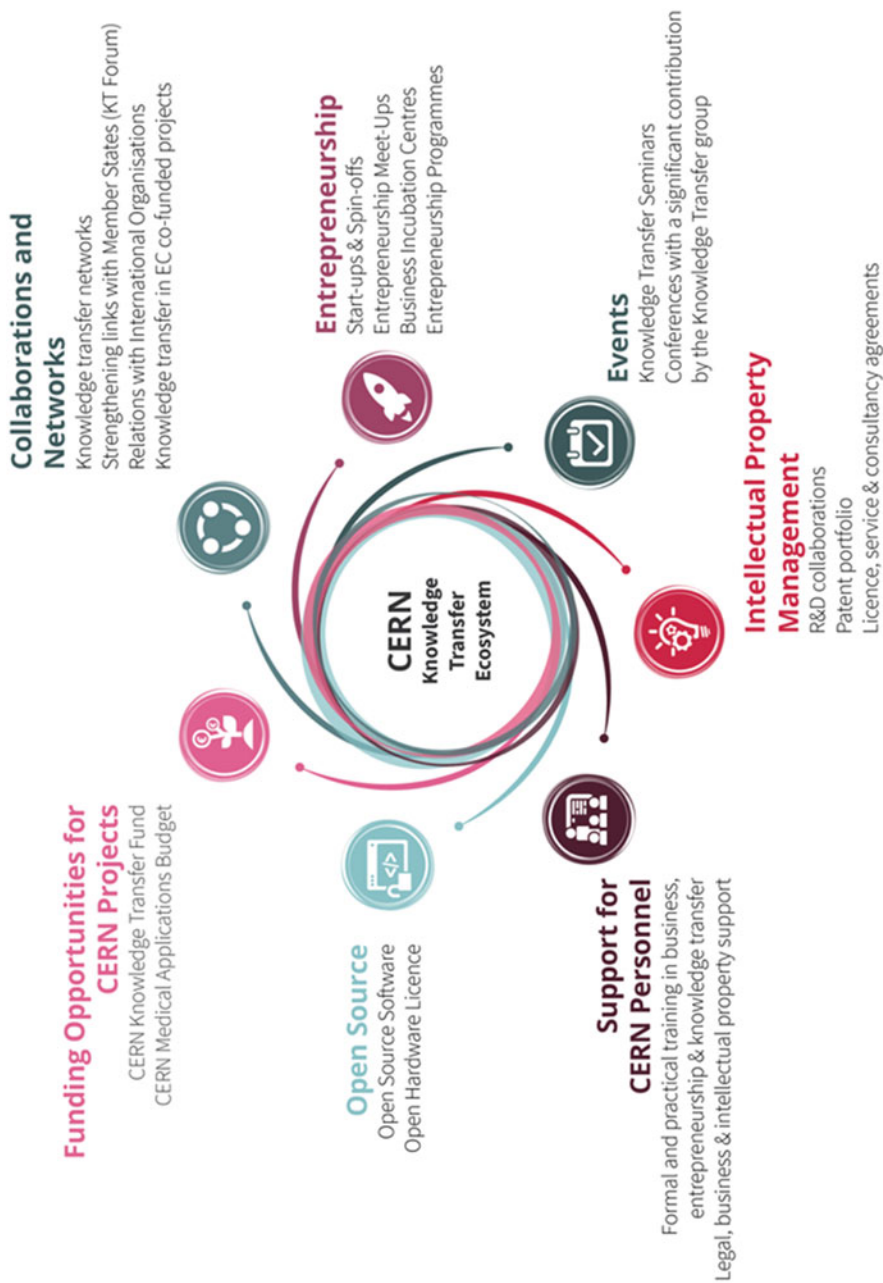 CERN
Knowledge
Transfer
Ecosystem
Funding Opportunities for
CERN Projects
CERN Knowledge Transfer Fund
CERN Medical Applications Budget
Collaborations and
Networks
Knowledge transfer networks
Strengthening links with Member States (KT Forum)
Relations with International Organisations
Knowledge transfer in EC co-funded projects
Entrepreneurship
Start-ups & Spin-offs
Entrepreneurship Meet-Ups
Business Incubation Centres
Entrepreneurship Programmes
Events
Knowledge Transfer Seminars
Conferences with a significant contribution
by the Knowledge Transfer group
Intellectual Property
Management
R&D collaborations
Patent portfolio
Licence, service & consultancy agreements
Support for
CERN Personnel
Formal and practical training in business,
entrepreneurship & knowledge transfer
Legal, business & intellectual property support
Open Source
Open Source Software
Open Hardware Licence